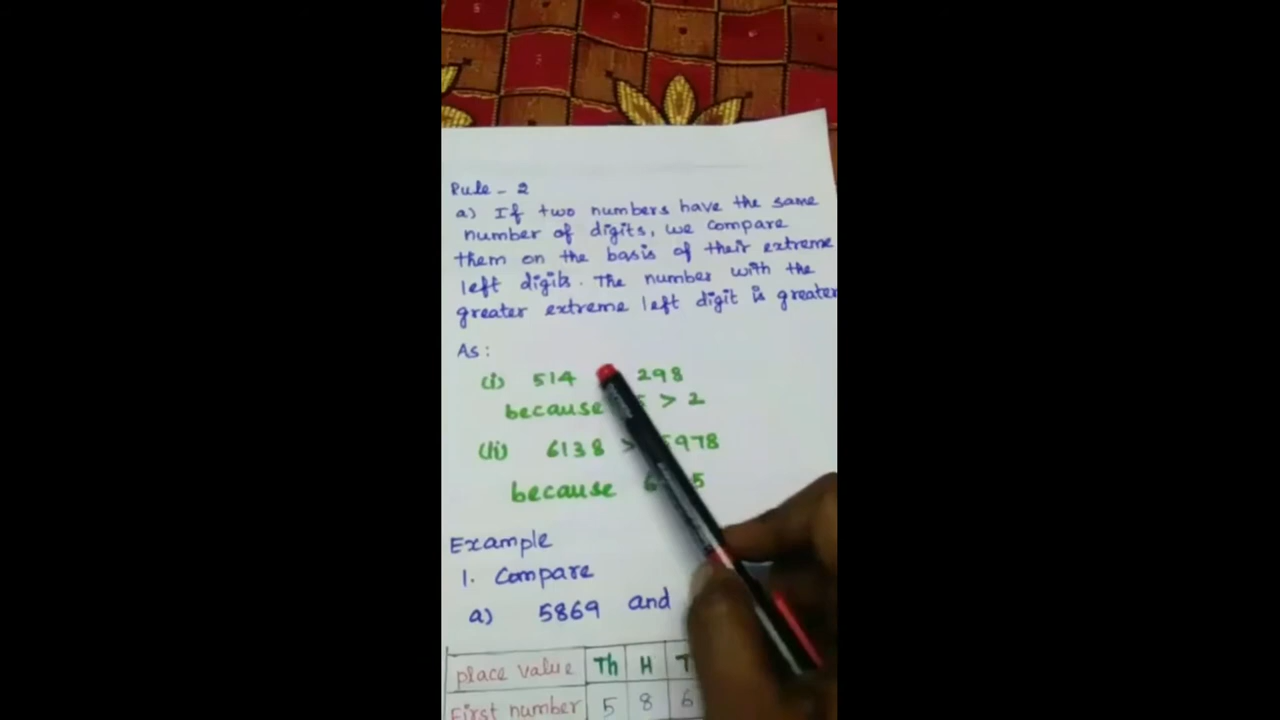 Rule - 2
a) If two numbers have the same
number of digits, we compare
them on the basis of their extreme
left digits. The number with the
greater extreme left digit is greater
As:
(i) 514 298
because > 2
(ii) 6138 > 5978
because 6 5
Example
1. Compare
a) 5869 and
place value Th H T
First number 5 8 6